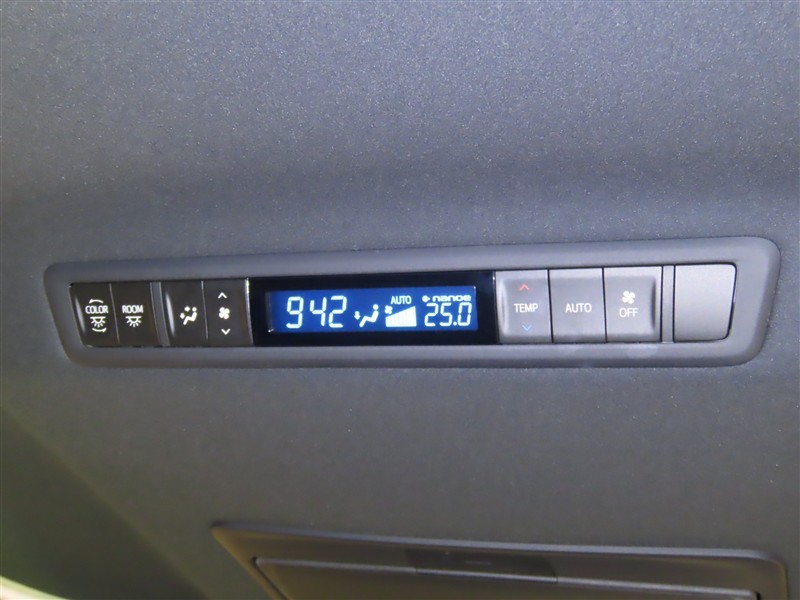 COLOR
ROOM
942
AUTO
nanoe
25.0
TEMP
AUTO
OFF